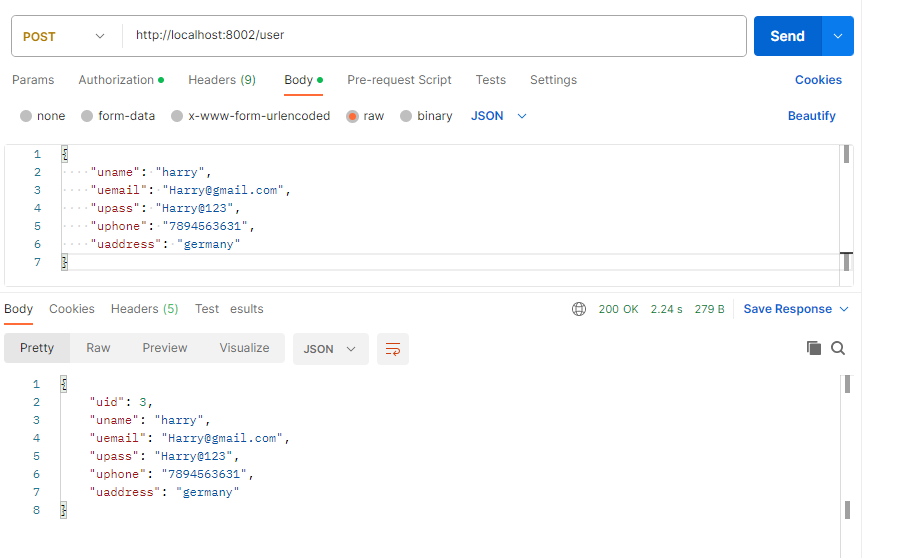 POST http://localhost:8002/user Send
Params Authorization Headers (9) Body Pre-request Script Tests Settings Cookies
none form-data x-www-form-urlencoded raw binary JSON Beautify
1 {
2 "uname": "harry",
3 "uemail": "Harry@gmail.com",
4 "upass": "Harry@123",
5 "uphone": "7894563631",
6 "uaddress": "germany"
7 }
Body Cookies Headers (5) Test esults 200 OK 2.24 s 279 B Save Response
Pretty Raw Preview Visualize JSON
1 {
2 "uid": 3,
3 "uname": "harry",
4 "uemail": "Harry@gmail.com",
5 "upass": "Harry@123",
6 "uphone": "7894563631",
7 "uaddress": "germany"
8 }